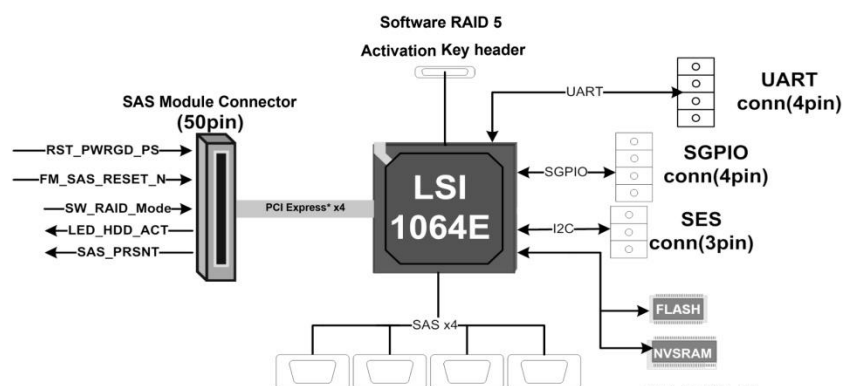 Software RAID 5
Activation Key header
SAS Module Connector
(50pin)
UART
UART
conn(4pin)
RST_PWRGD_PS
FM_SAS_RESET_N
SW_RAID_Mode
LED_HDD_ACT
SAS_PRSNT
PCI Express* x4
LSI
1064E
SGPIO
SGPIO
conn(4pin)
I2C
SES
conn(3pin)
FLASH
NVSRAM
SAS x4